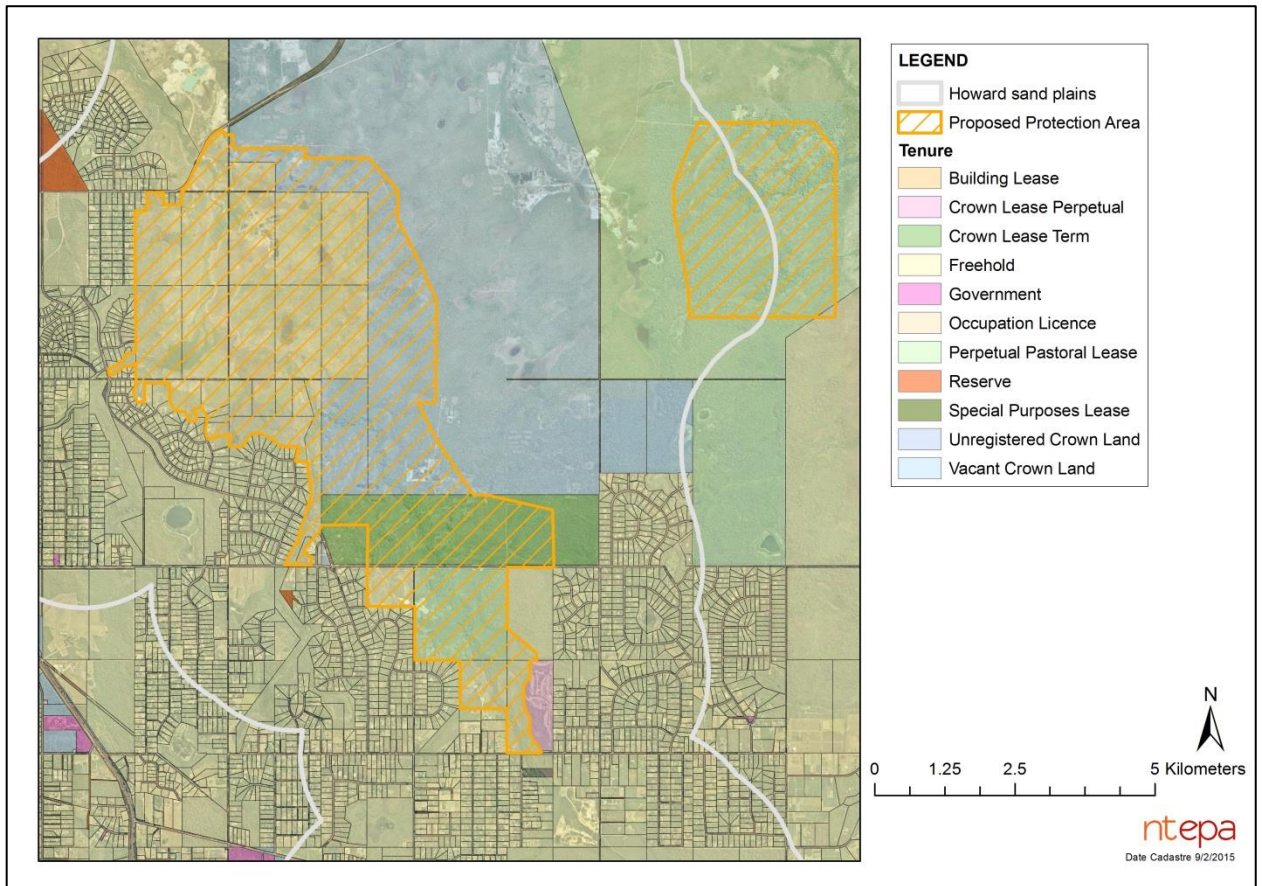 LEGEND
Howard sand plains
Proposed Protection Area
Tenure
Building Lease
Crown Lease Perpetual
Crown Lease Term
Freehold
Government
Occupation Licence
Perpetual Pastoral Lease
Reserve
Special Purposes Lease
Unregistered Crown Land
Vacant Crown Land
N
0 1.25 2.5 5 Kilometers
ntepa
Date Cadastre 9/2/2015